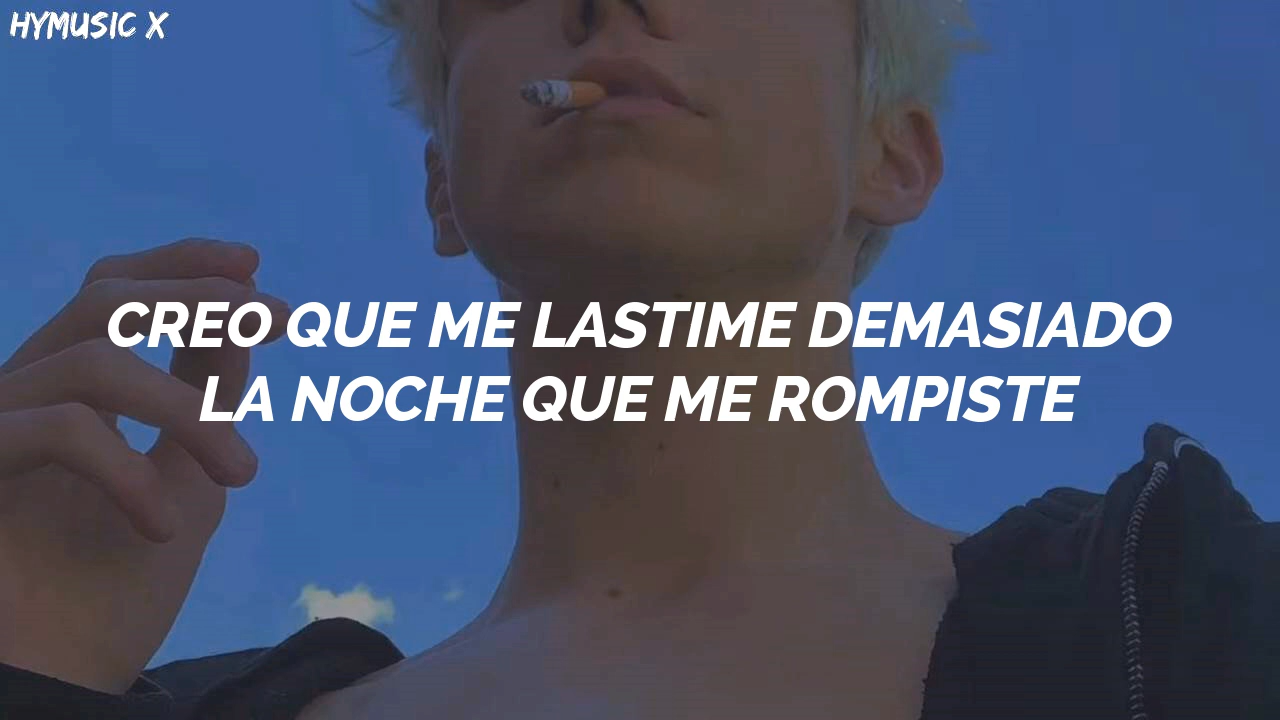 HYMUSIC X
CREO QUE ME LASTIME DEMASIADO
LA NOCHE QUE ME ROMPISTE